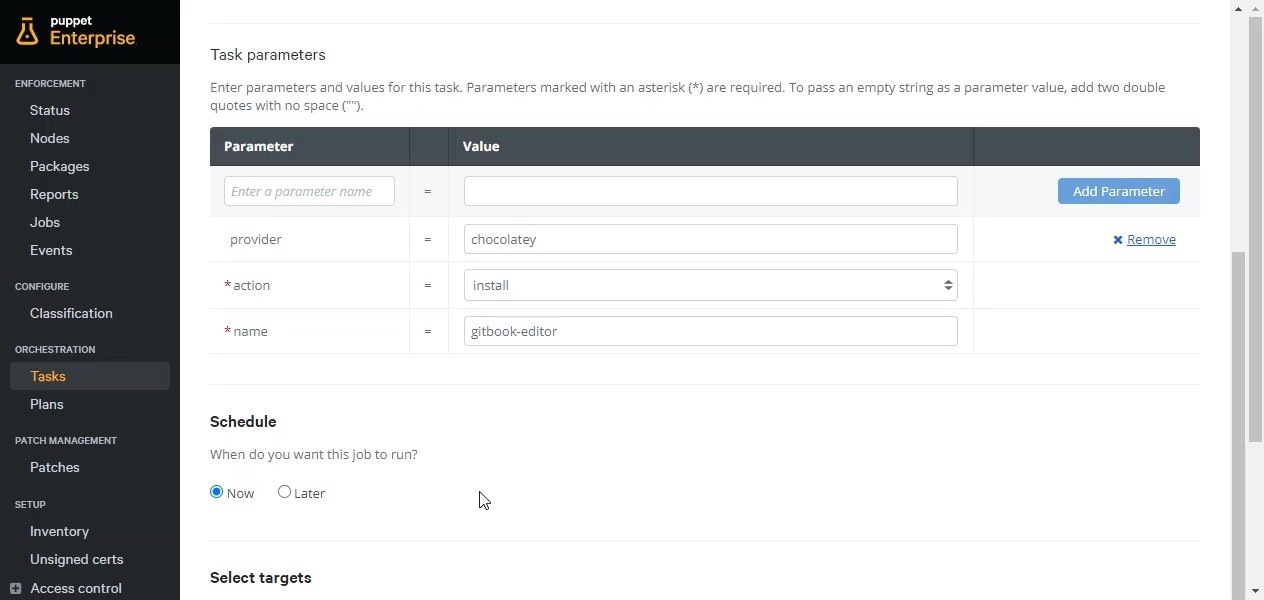 puppet
Enterprise
ENFORCEMENT
Status
Nodes
Packages
Reports
Jobs
Events
CONFIGURE
Classification
ORCHESTRATION
Tasks
Plans
PATCH MANAGEMENT
Patches
SETUP
Inventory
Unsigned certs
Access control
Task parameters
Enter parameters and values for this task. Parameters marked with an asterisk (*) are required. To pass an empty string as a parameter value, add two double
quotes with no space ("").
Parameter Value
Enter a parameter name = Add Parameter
provider = chocolatey Remove
*action = install
*name = gitbook-editor
Schedule
When do you want this job to run?
Now Later
Select targets